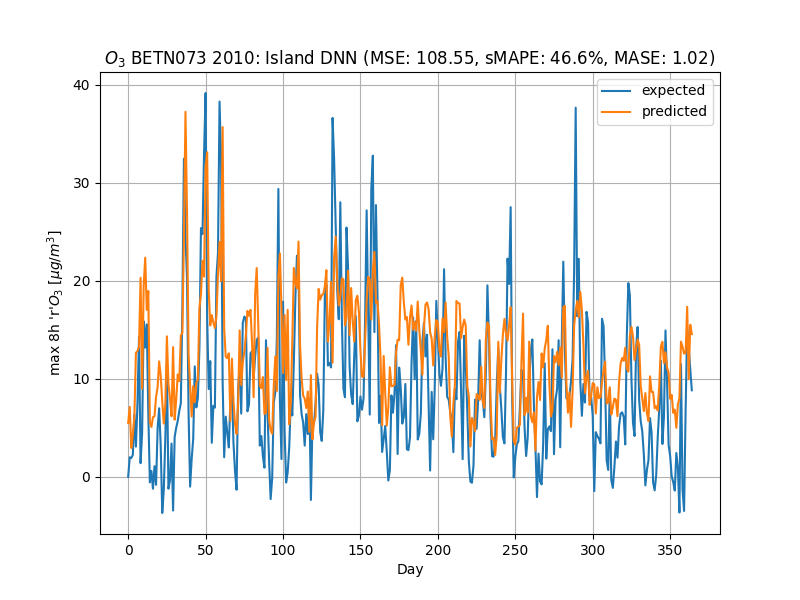 O₃ BETN073 2010: Island DNN (MSE: 108.55, sMAPE: 46.6%, MASE: 1.02)
expected
predicted
max 8h 'r'O₃ [μg/m³]
40
30
20
10
0
0 50 100 150 200 250 300 350
Day